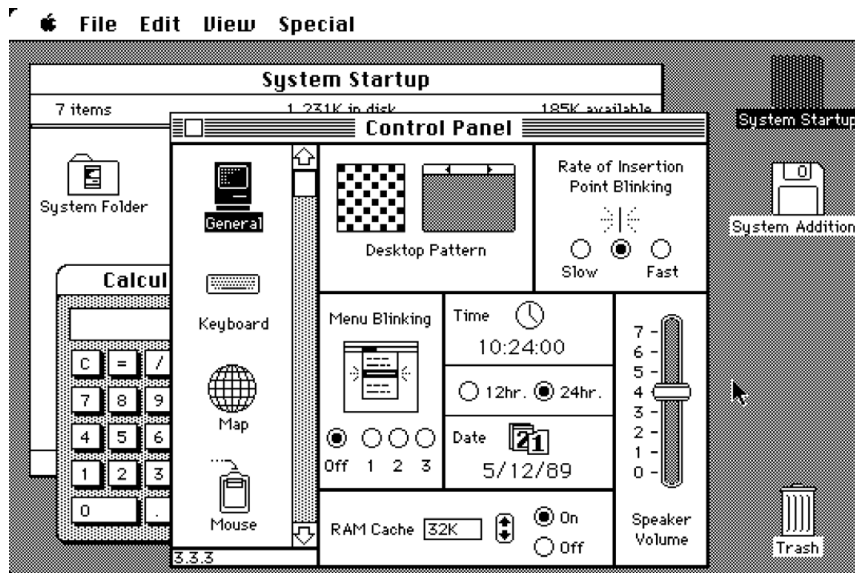 File Edit View Special
System Startup
7 items 1,231K in disk 185K available
System Folder
Control Panel
General
Keyboard
Map
Mouse
3.3.3
Desktop Pattern
Rate of Insertion
Point Blinking
Slow Fast
Menu Blinking
Off 1 2 3
Time
10:24:00
12hr. 24hr.
Date
21
5/12/89
7
6
5
4
3
2
1
0
Speaker
Volume
RAM Cache 32K
On
Off
Calcul
C = /
7 8 9
4 5 6
1 2 3
0 .
System Startup
System Addition
Trash